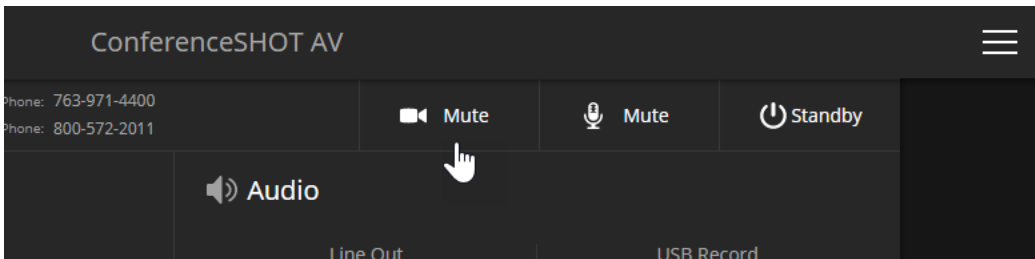 ConferenceSHOT AV
Phone: 763-971-4400
Phone: 800-572-2011
Mute
Mute
Standby
Audio
Line Out
USB Record